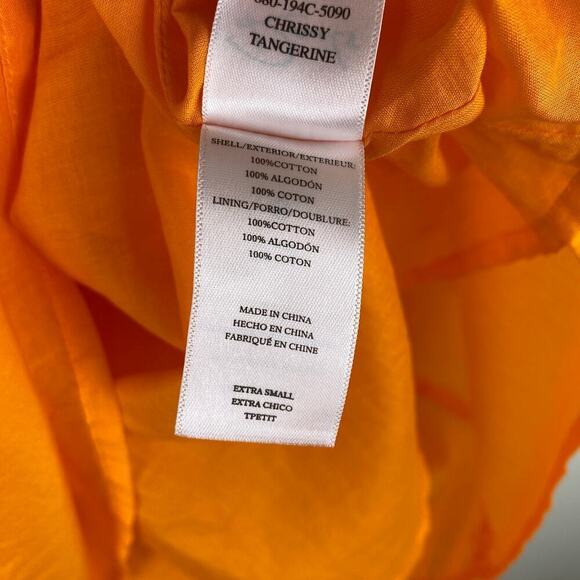 080-194C-5090
CHRISSY
TANGERINE
SHELL/EXTERIOR/EXTERIEUR:
100%COTTON
100% ALGODÓN
100% COTON
LINING/FORRO/DOUBLURE:
100%COTTON
100% ALGODÓN
100% COTON
MADE IN CHINA
HECHO EN CHINA
FABRIQUÉ EN CHINE
EXTRA SMALL
EXTRA CHICO
TPETIT